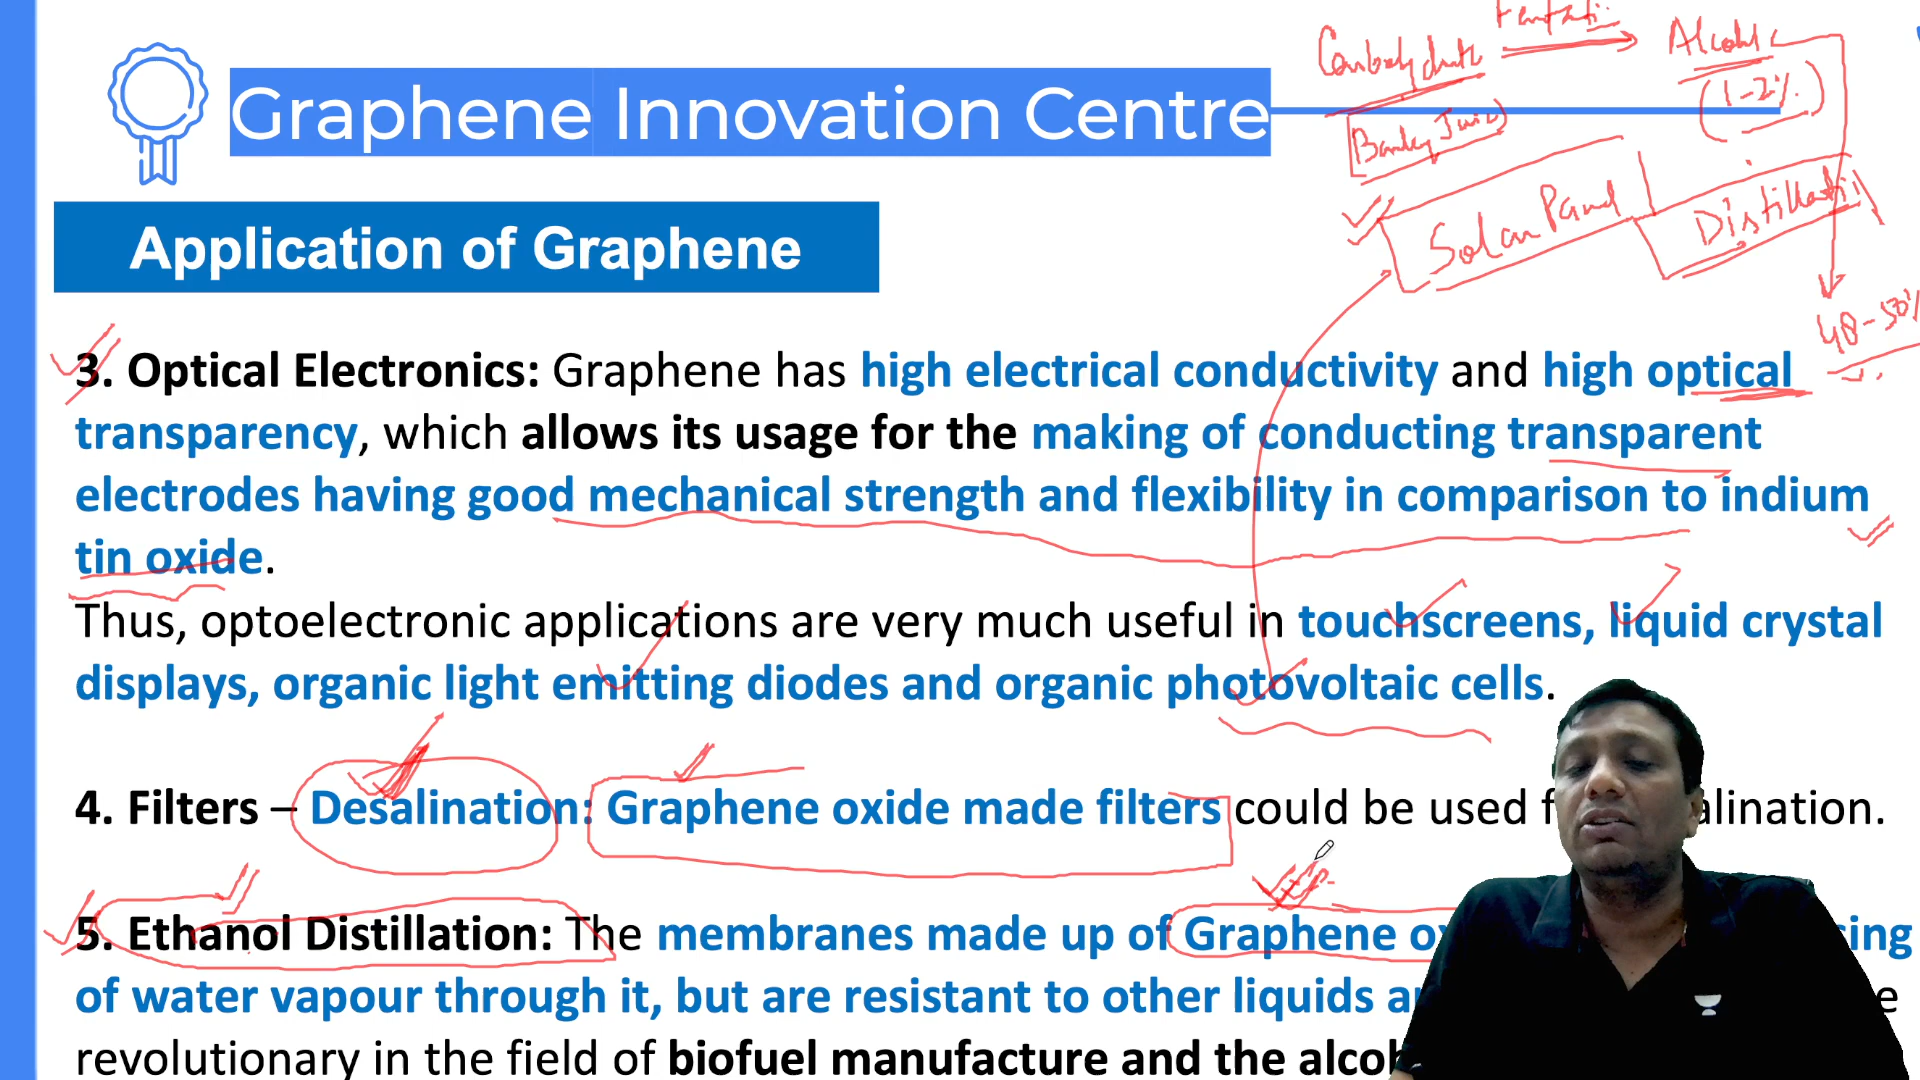 Carbohydrate
Alcohol
(1-2%)
Barley Juice
Graphene Innovation Centre
Solar Panel
Distillati
Application of Graphene
40-50%
3. Optical Electronics: Graphene has high electrical conductivity and high optical
transparency, which allows its usage for the making of conducting transparent
electrodes having good mechanical strength and flexibility in comparison to indium
tin oxide.
Thus, optoelectronic applications are very much useful in touchscreens, liquid crystal
displays, organic light emitting diodes and organic photovoltaic cells.
4. Filters – Desalination: Graphene oxide made filters could be used alination.
5. Ethanol Distillation: The membranes made up of Graphene
of water vapour through it, but are resistant to other liquids
revolutionary in the field of biofuel manufacture and the